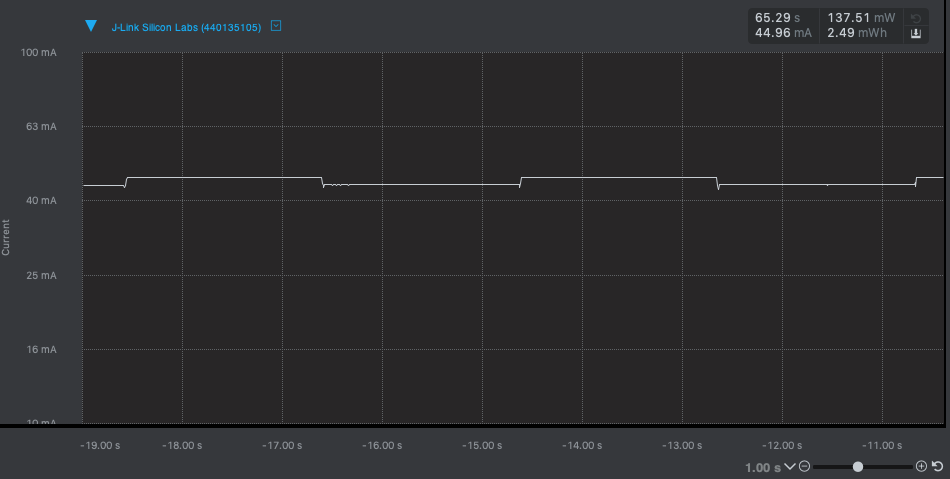 J-Link Silicon Labs (440135105)
65.29 s 137.51 mW
44.96 mA 2.49 mWh
100 mA
63 mA
40 mA
25 mA
16 mA
10 mA
Current
-19.00 s -18.00 s -17.00 s -16.00 s -15.00 s -14.00 s -13.00 s -12.00 s -11.00 s
1.00 s